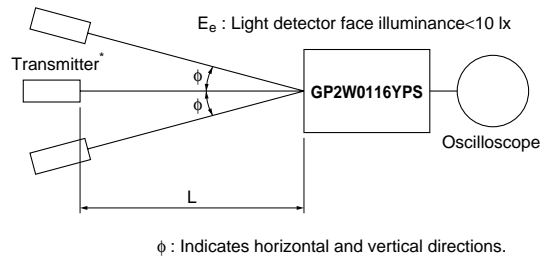 Ee : Light detector face illuminance<10 lx
Transmitter*
ϕ
ϕ
GP2W0116YPS
Oscilloscope
L
ϕ : Indicates horizontal and vertical directions.